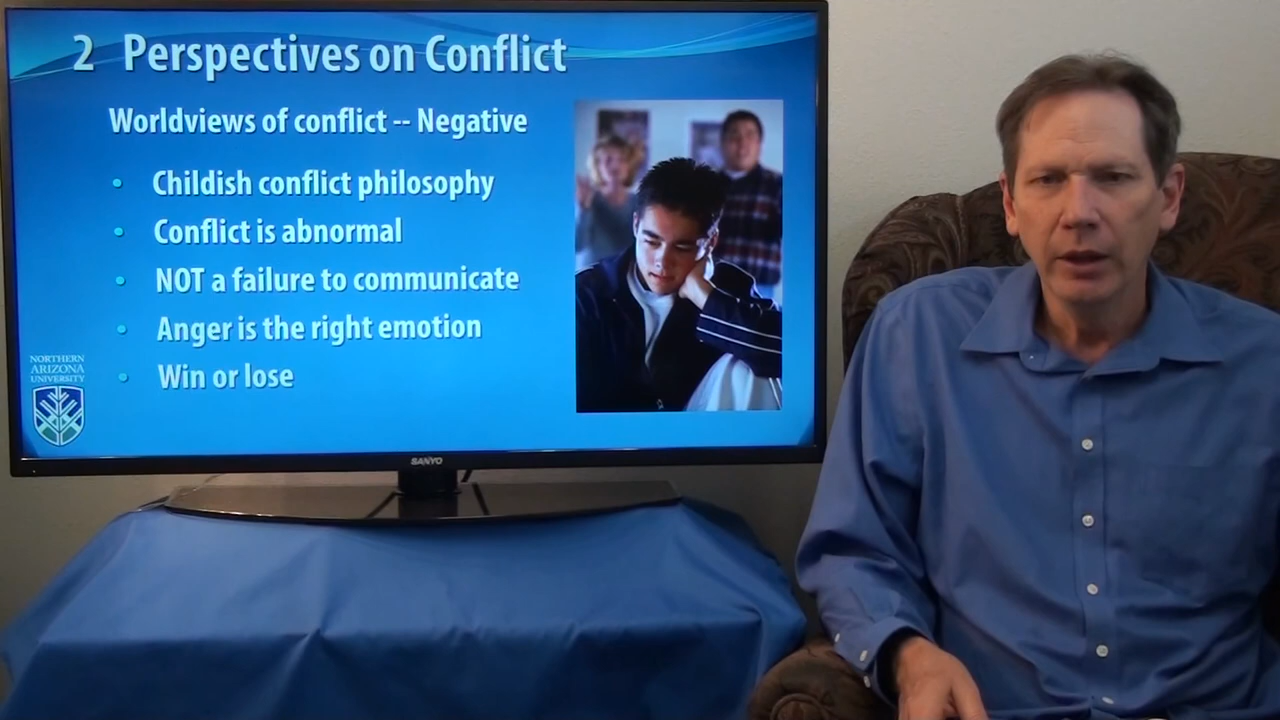 2 Perspectives on Conflict
Worldviews of conflict -- Negative
• Childish conflict philosophy
• Conflict is abnormal
• NOT a failure to communicate
• Anger is the right emotion
• Win or lose
NORTHERN
ARIZONA
UNIVERSITY
SANYO